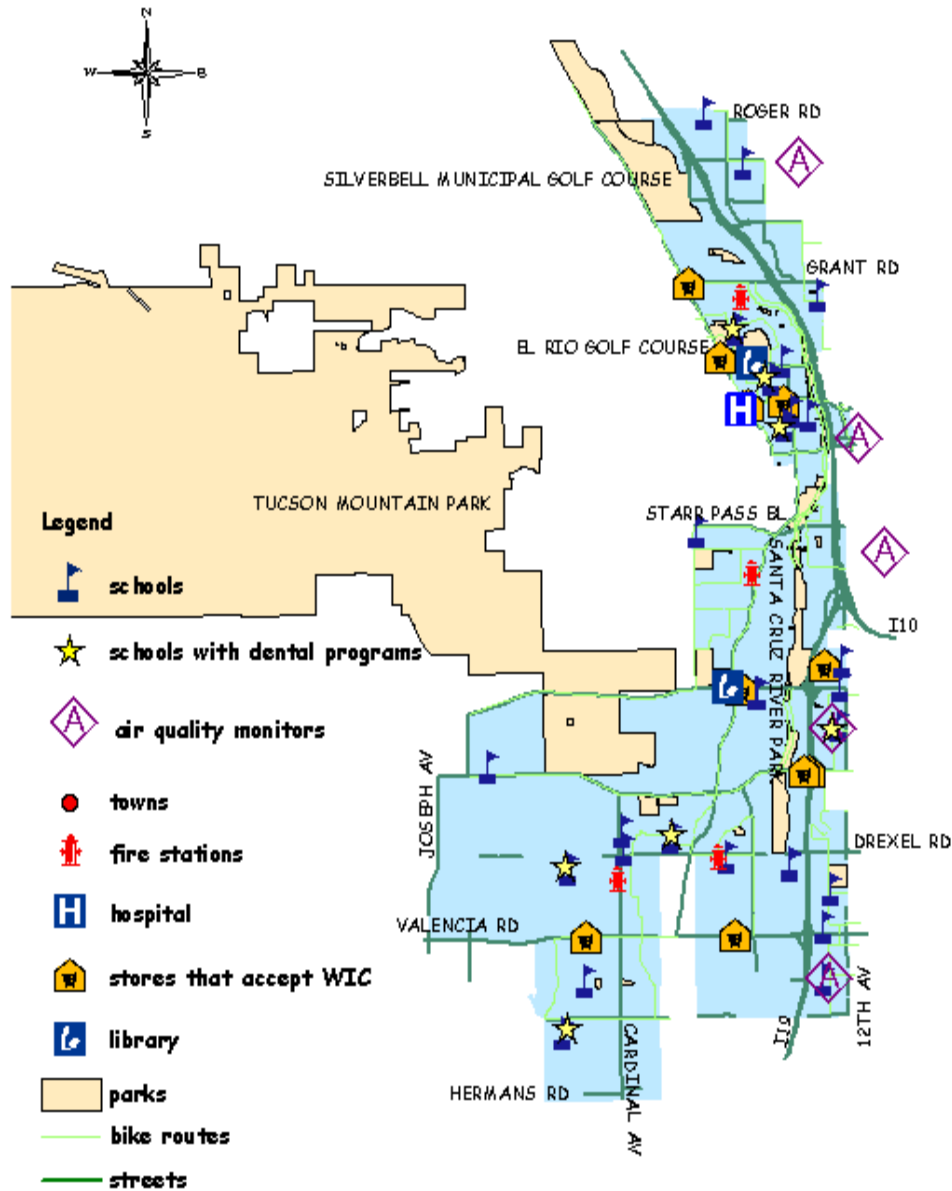 N
W
E
S
ROGER RD
A
SILVERBELL MUNICIPAL GOLF COURSE
GRANT RD
EL RIO GOLF COURSE
H
A
TUCSON MOUNTAIN PARK
STARR PASS BL
A
SANTA CRUZ RIVER PARK
I10
A
JOSEPH AV
DREXEL RD
VALENCIA RD
A
I19
12TH AV
CARDINAL AV
HERMANS RD
Legend
schools
schools with dental programs
A
air quality monitors
towns
fire stations
H
hospital
stores that accept WIC
library
parks
bike routes
streets